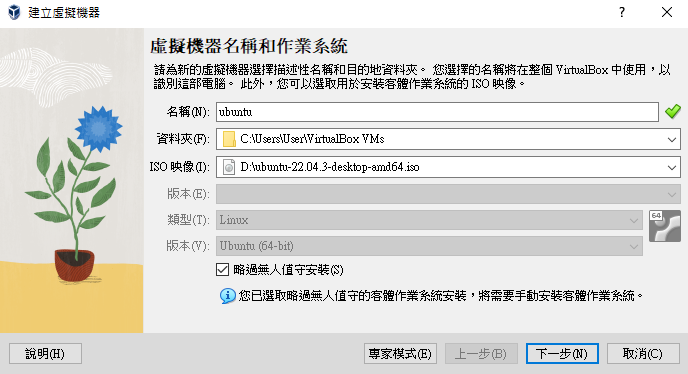 建立虛擬機器
?
虛擬機器名稱和作業系統
請為新的虛擬機器選擇描述性名稱和目的地資料夾。 您選擇的名稱將在整個 VirtualBox 中使用，以
識別這部電腦。 此外，您可以選取用於安裝客體作業系統的 ISO 映像。
名稱(N): ubuntu
資料夾(F): C:\Users\User\VirtualBox VMs
ISO 映像(I): D:\ubuntu-22.04.3-desktop-amd64.iso
版本(E):
類型(T): Linux
64
版本(V): Ubuntu (64-bit)
略過無人值守安裝(S)
您已選取略過無人值守的客體作業系統安裝，將需要手動安裝客體作業系統。
說明(H) 專家模式(E) 上一步(B) 下一步(N) 取消(C)